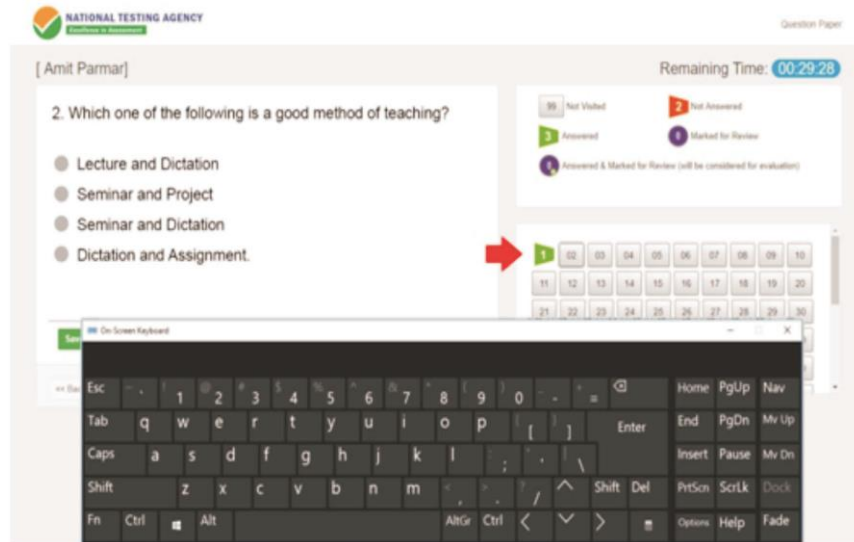 NATIONAL TESTING AGENCY
Excellence in Assessment
Question Paper
[ Amit Parmar]
Remaining Time: 00:29:28
2. Which one of the following is a good method of teaching?
Lecture and Dictation
Seminar and Project
Seminar and Dictation
Dictation and Assignment.
Not Visited
2 Not Answered
3 Answered
Marked for Review
Answered & Marked for Review (will be considered for evaluation)
1 02 03 04 05 06 07 08 09 10
11 12 13 14 15 16 17 18 19 20
21 22 23 24 25 26 27 28 29 30
On-Screen Keyboard
Esc 1 2 3 4 5 6 7 8 9 0 - = Home PgUp Nav
Tab q w e r t y u i o p [ ] Enter End PgDn Mv Up
Caps a s d f g h j k l ; ' \ Insert Pause Mv Dn
Shift z x c v b n m , . / Shift Del PrtScn ScrLk Dock
Fn Ctrl Alt AltGr Ctrl Options Help Fade